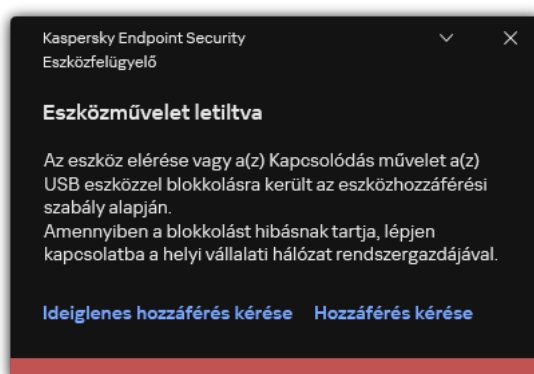 Kaspersky Endpoint Security
Eszközfelügyelő
Eszközművelet letiltva
Az eszköz elérése vagy a(z) Kapcsolódás művelet a(z)
USB eszközzel blokkolásra került az eszközhozzáférési
szabály alapján.
Amennyiben a blokkolást hibásnak tartja, lépjen
kapcsolatba a helyi vállalati hálózat rendszergazdájával.
Ideiglenes hozzáférés kérése Hozzáférés kérése